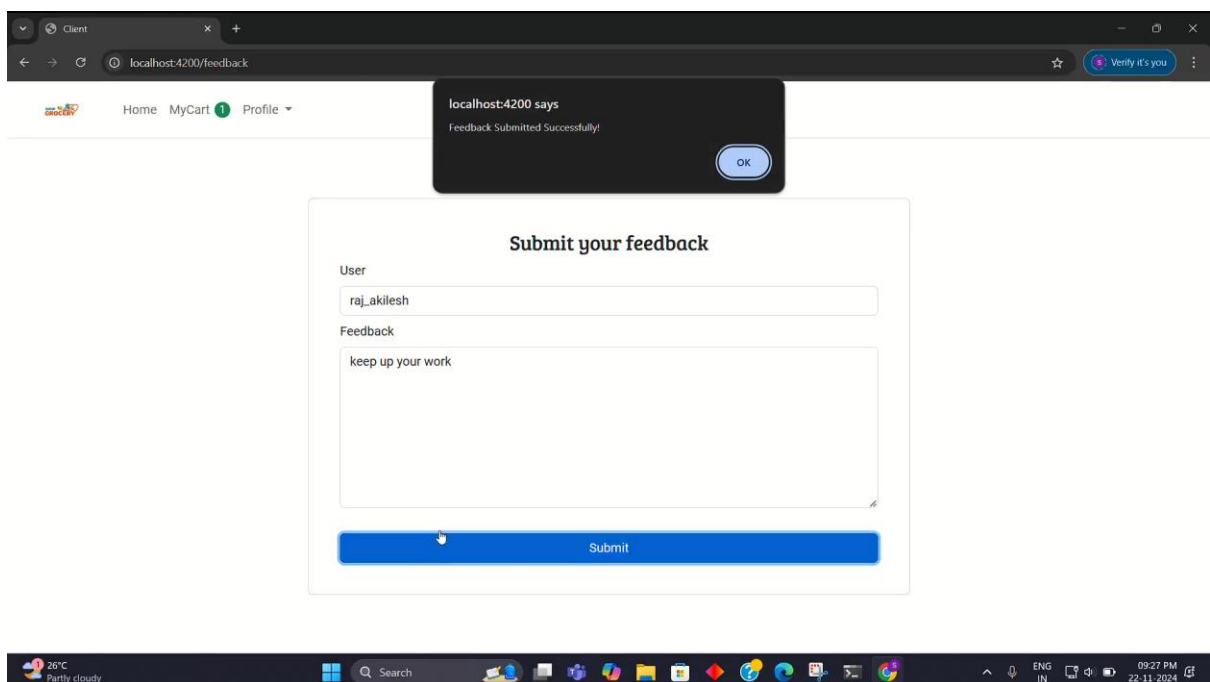 Client
localhost:4200/feedback
Verify it's you
GROCERY
Home MyCart 1 Profile
localhost:4200 says
Feedback Submitted Successfully!
OK
Submit your feedback
User
raj_akilesh
Feedback
keep up your work
Submit
1
26°C
Partly cloudy
Search
ENG
IN
09:27 PM
22-11-2024